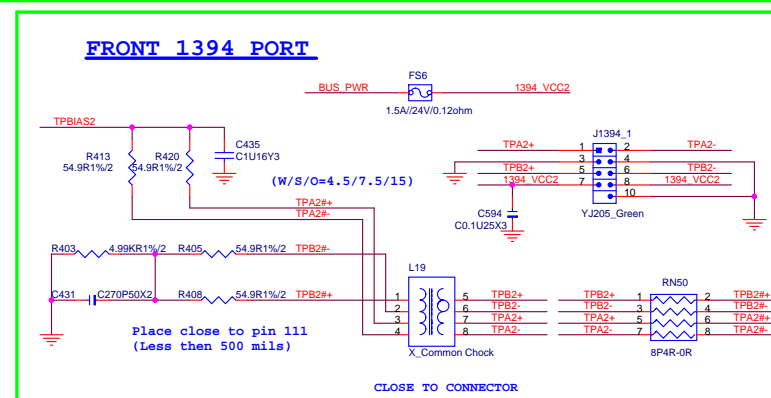 FRONT 1394 PORT
FS6
BUS_PWR
1394_VCC2
1.5A//24V/0.12ohm
TPBIAS2
R413
54.9R1%/2
R420
54.9R1%/2
C435
C1U16Y3
(W/S/O=4.5/7.5/15)
TPA2#+
TPA2#-
J1394_1
TPA2+ 1 2 TPA2-
3 4
TPB2+ 5 6 TPB2-
1394_VCC2 7 8 1394_VCC2
10
YJ205_Green
C594
C0.1U25X3
R403 4.99KR1%/2 R405 54.9R1%/2 TPB2#-
C431 C270P50X2 R408 54.9R1%/2 TPB2#+
Place close to pin 111
(Less then 500 mils)
L19
1 5 TPB2+
2 6 TPB2-
3 7 TPA2+
4 8 TPA2-
X_Common Chock
RN50
TPB2+ 1 2 TPB2#+
TPB2- 3 4 TPB2#-
TPA2+ 5 6 TPA2#+
TPA2- 7 8 TPA2#-
8P4R-0R
CLOSE TO CONNECTOR